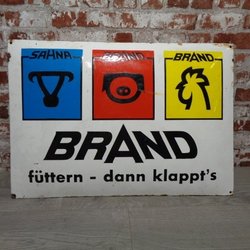 SAHNA BRAND
BRAND
füttern - dann klappt's